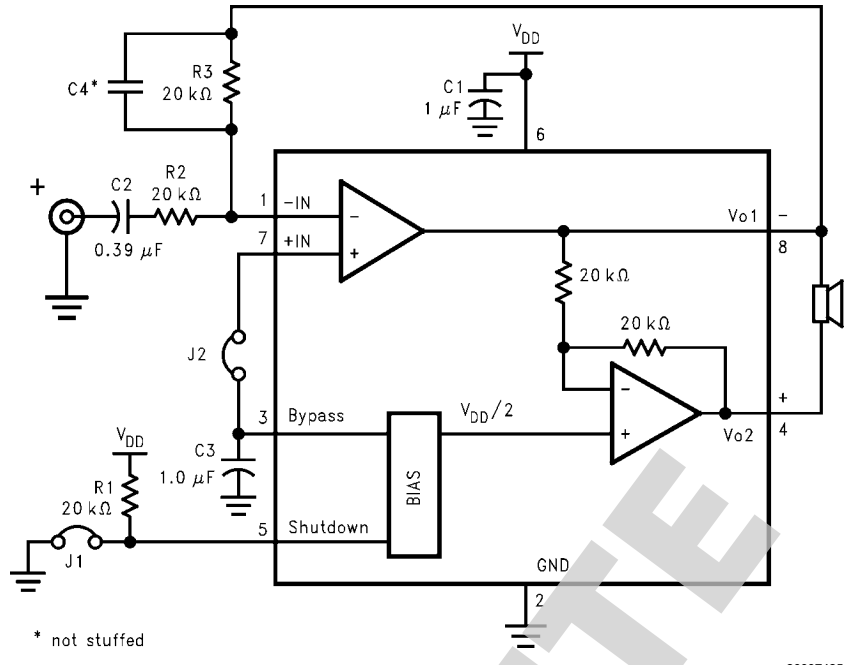 V_DD
C4*
R3
20 kΩ
C1
1 μF
6
+
C2
0.39 μF
R2
20 kΩ
1
-IN
7
+IN
-
+
Vo1
-
8
20 kΩ
20 kΩ
J2
3
Bypass
V_DD/2
-
+
+
Vo2
4
C3
1.0 μF
BIAS
V_DD
R1
20 kΩ
5
Shutdown
J1
GND
2
* not stuffed